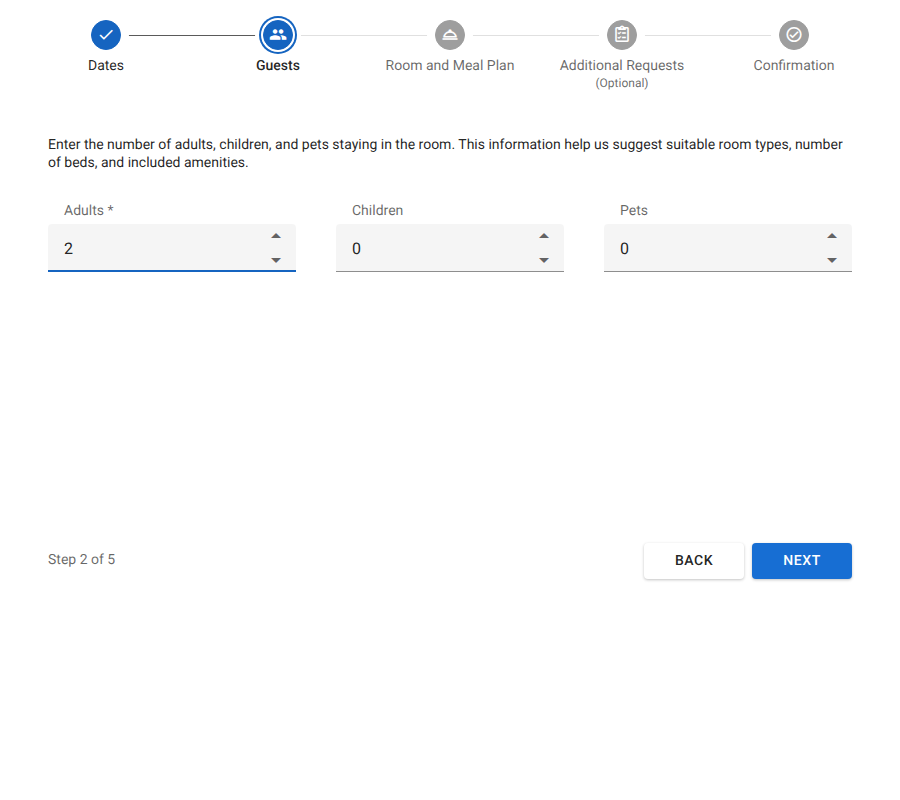 Dates
Guests
Room and Meal Plan
Additional Requests
(Optional)
Confirmation
Enter the number of adults, children, and pets staying in the room. This information help us suggest suitable room types, number
of beds, and included amenities.
Adults *
Children
Pets
2
0
0
Step 2 of 5
BACK
NEXT